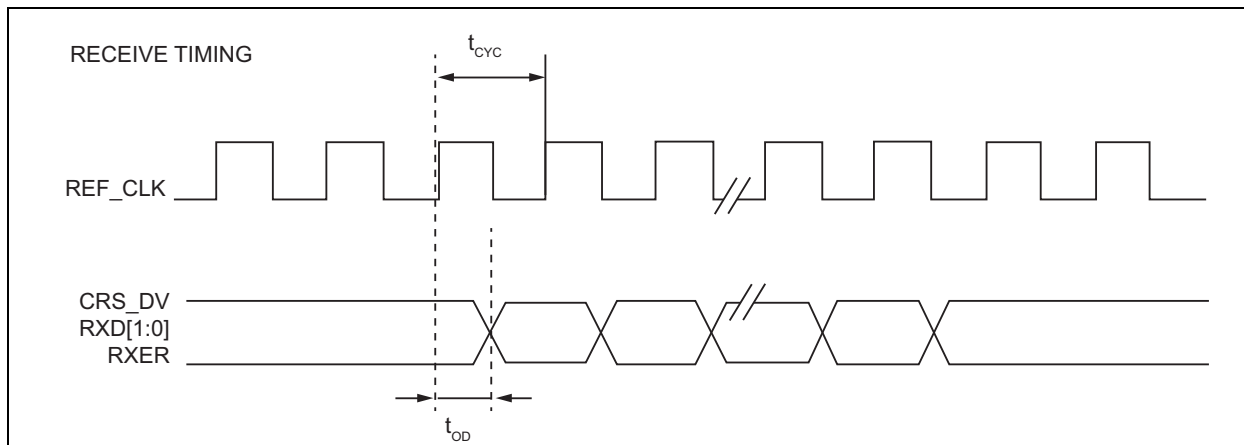 RECEIVE TIMING
tCYC
REF_CLK
CRS_DV
RXD[1:0]
RXER
tOD